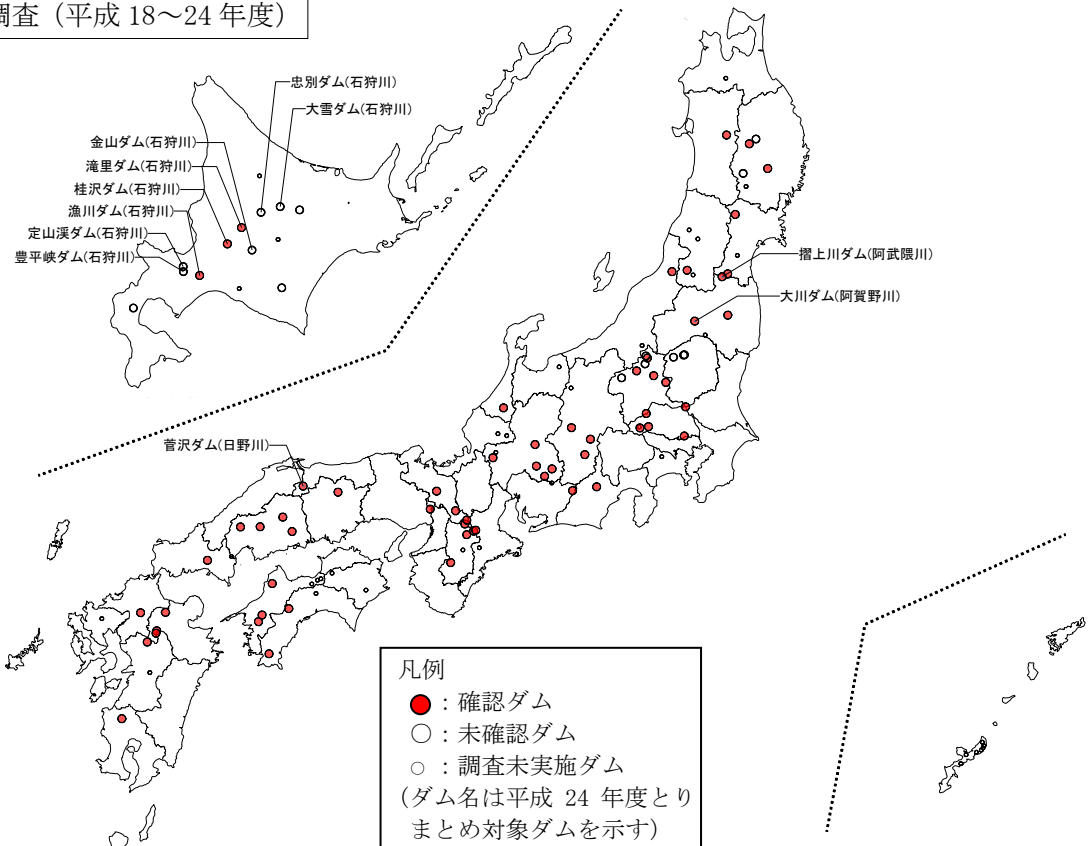 調査（平成 18～24 年度）
忠別ダム(石狩川)
大雪ダム(石狩川)
金山ダム(石狩川)
滝里ダム(石狩川)
桂沢ダム(石狩川)
漁川ダム(石狩川)
定山渓ダム(石狩川)
豊平峡ダム(石狩川)
摺上川ダム(阿武隈川)
大川ダム(阿賀野川)
菅沢ダム(日野川)
凡例
●：確認ダム
○：未確認ダム
○：調査未実施ダム
(ダム名は平成 24 年度とり
まとめ対象ダムを示す)